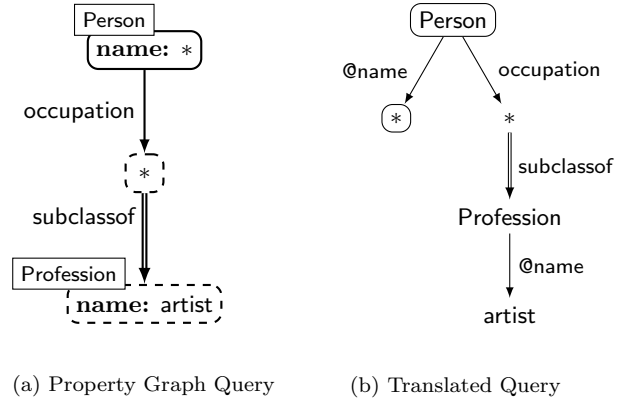 Person
name: *
occupation
*
subclassof
Profession
name: artist
(a) Property Graph Query
Person
@name
occupation
*
*
subclassof
Profession
@name
artist
(b) Translated Query